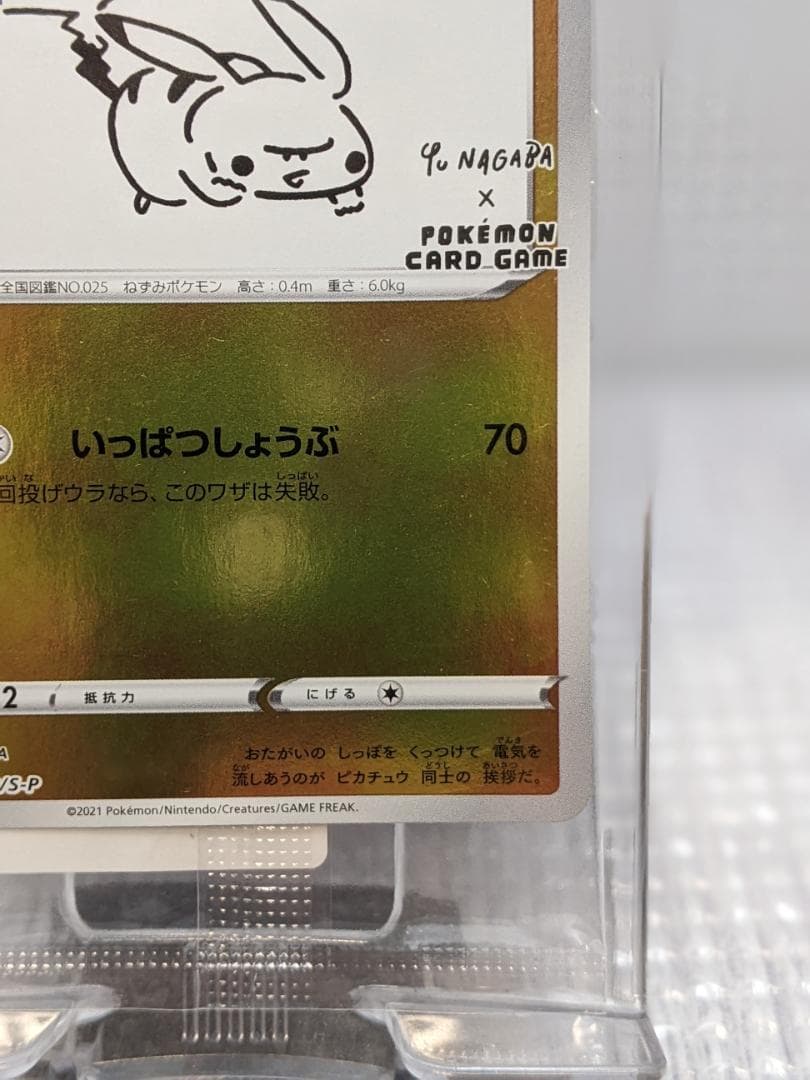 Yu NAGABA
X
POKÉMON
CARD GAME
全国図鑑NO.025 ねずみポケモン 高さ:0.4m 重さ:6.0kg
いっぱつしょうぶ 70
回投げウラなら、このワザは失敗。
2 抵抗力 にげる
おたがいの しっぽを くっつけて 電気を
流しあうのが ピカチュウ 同士の 挨拶だ。
/S-P
©2021 Pokémon/Nintendo/Creatures/GAME FREAK.